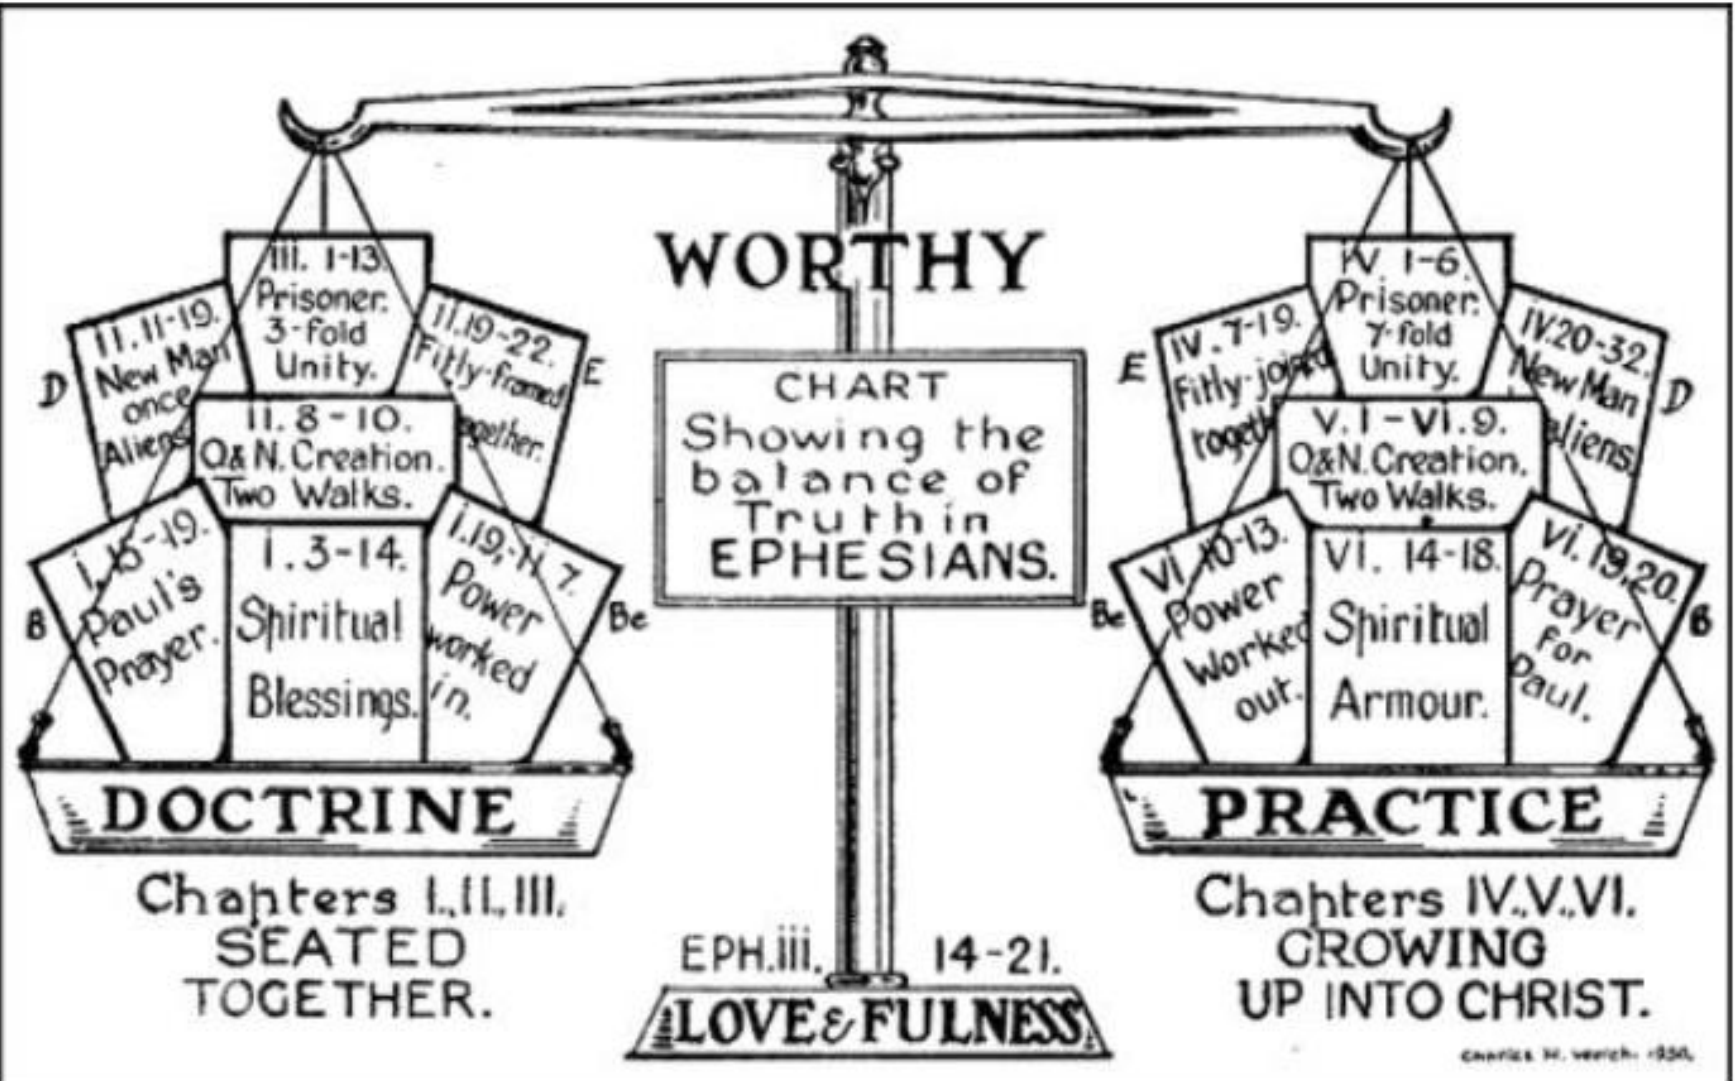 WORTHY
CHART
Showing the
balance of
Truth in
EPHESIANS.
III. 1-13.
Prisoner.
3-fold
Unity.
D
II. 11-19.
New Man
once
Aliens
II.19-22.
Fitly-framed
together.
E
II. 8-10.
O&N. Creation.
Two Walks.
B
I. 15-19.
Paul's
Prayer.
I. 3-14.
Spiritual
Blessings.
I.19,-II. 7.
Power
worked
in.
Be
DOCTRINE
Chapters I.,II.,III.
SEATED
TOGETHER.
IV. 1-6.
Prisoner.
7-fold
Unity.
E
IV. 7-19.
Fitly-joined
together
IV.20-32.
New Man
aliens.
D
V.1-VI.9.
O&N.Creation.
Two Walks.
Be
VI. 10-13.
Power
Worked
out.
VI. 14-18.
Spiritual
Armour.
VI. 19,20.
Prayer
for
Paul.
B
PRACTICE
Chapters IV.,V.,VI.
GROWING
UP INTO CHRIST.
EPH.iii. 14-21.
LOVE & FULNESS
Charles H.